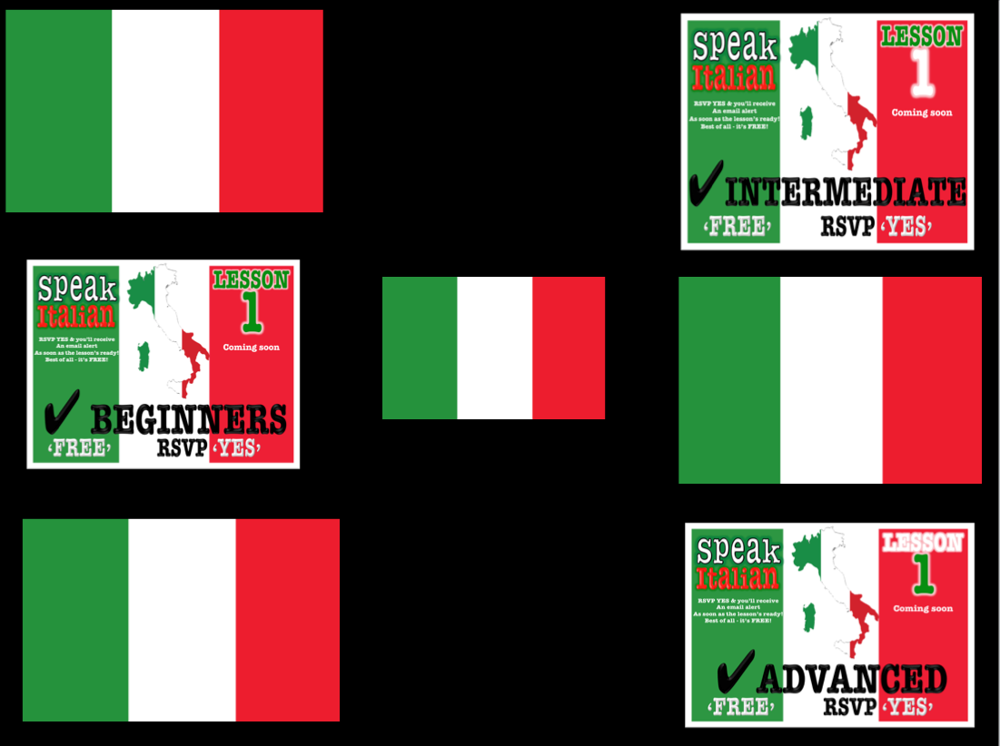 speak
Italian
RSVP YES & you'll receive
An email alert
As soon as the lesson's ready!
Best of all - it's FREE!
LESSON
1
Coming soon
✔INTERMEDIATE
‘FREE’ RSVP ‘YES’
speak
Italian
RSVP YES & you'll receive
An email alert
As soon as the lesson's ready!
Best of all - it's FREE!
LESSON
1
Coming soon
✔BEGINNERS
‘FREE’ RSVP ‘YES’
speak
Italian
RSVP YES & you'll receive
An email alert
As soon as the lesson's ready!
Best of all - it's FREE!
LESSON
1
Coming soon
✔ADVANCED
‘FREE’ RSVP ‘YES’